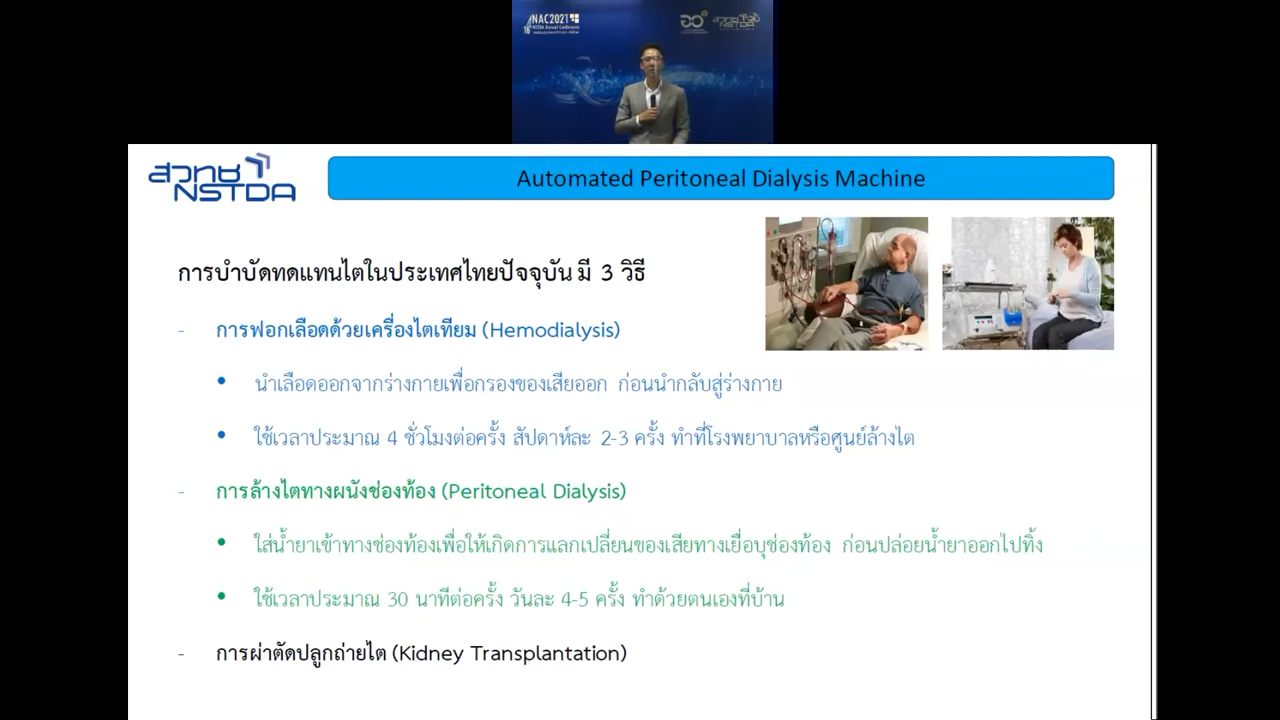 NAC2021
NSTDA Annual Conference
สวทช
NSTDA
สวทช
NSTDA
Automated Peritoneal Dialysis Machine
การบำบัดทดแทนไตในประเทศไทยปัจจุบัน มี 3 วิธี
- การฟอกเลือดด้วยเครื่องไตเทียม (Hemodialysis)
• นำเลือดออกจากร่างกายเพื่อกรองของเสียออก ก่อนนำกลับสู่ร่างกาย
• ใช้เวลาประมาณ 4 ชั่วโมงต่อครั้ง สัปดาห์ละ 2-3 ครั้ง ทำที่โรงพยาบาลหรือศูนย์ล้างไต
- การล้างไตทางผนังช่องท้อง (Peritoneal Dialysis)
• ใส่น้ำยาเข้าทางช่องท้องเพื่อให้เกิดการแลกเปลี่ยนของเสียทางเยื่อบุช่องท้อง ก่อนปล่อยน้ำยาออกไปทิ้ง
• ใช้เวลาประมาณ 30 นาทีต่อครั้ง วันละ 4-5 ครั้ง ทำด้วยตนเองที่บ้าน
- การผ่าตัดปลูกถ่ายไต (Kidney Transplantation)